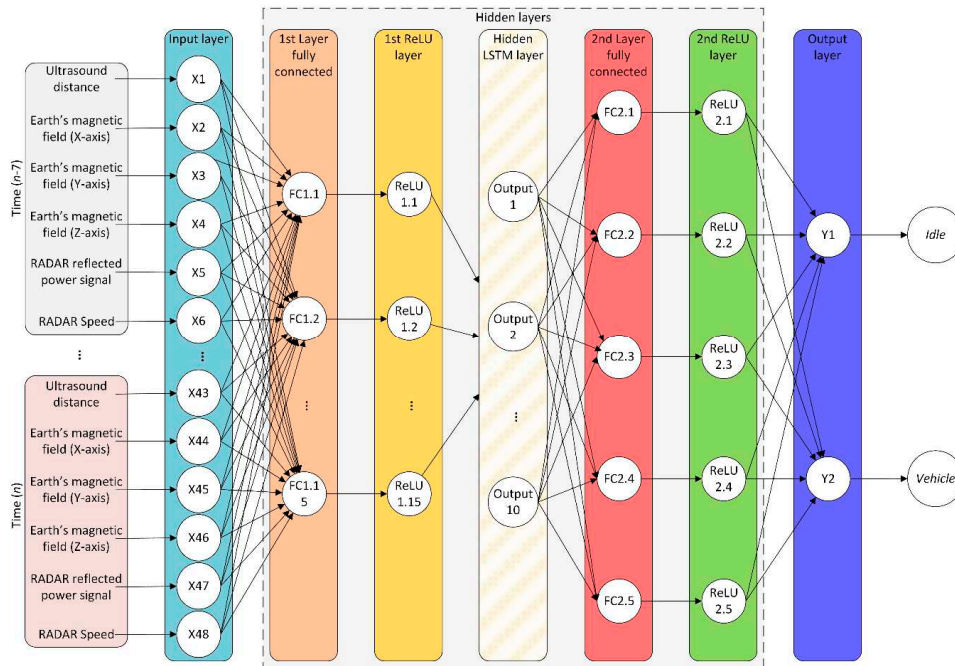 Hidden layers
Input layer
1st Layer
fully
connected
1st ReLU
layer
Hidden
LSTM layer
2nd Layer
fully
connected
2nd ReLU
layer
Output
layer
Time (n-7)
Ultrasound
distance
Earth's magnetic
field (X-axis)
Earth's magnetic
field (Y-axis)
Earth's magnetic
field (Z-axis)
RADAR reflected
power signal
RADAR Speed
...
Time (n)
Ultrasound
distance
Earth's magnetic
field (X-axis)
Earth's magnetic
field (Y-axis)
Earth's magnetic
field (Z-axis)
RADAR reflected
power signal
RADAR Speed
X1
X2
X3
X4
X5
X6
...
X43
X44
X45
X46
X47
X48
FC1.1
FC1.2
...
FC1.1
5
ReLU
1.1
ReLU
1.2
...
ReLU
1.15
Output
1
Output
2
...
Output
10
FC2.1
FC2.2
FC2.3
FC2.4
FC2.5
ReLU
2.1
ReLU
2.2
ReLU
2.3
ReLU
2.4
ReLU
2.5
Y1
Y2
Idle
Vehicle